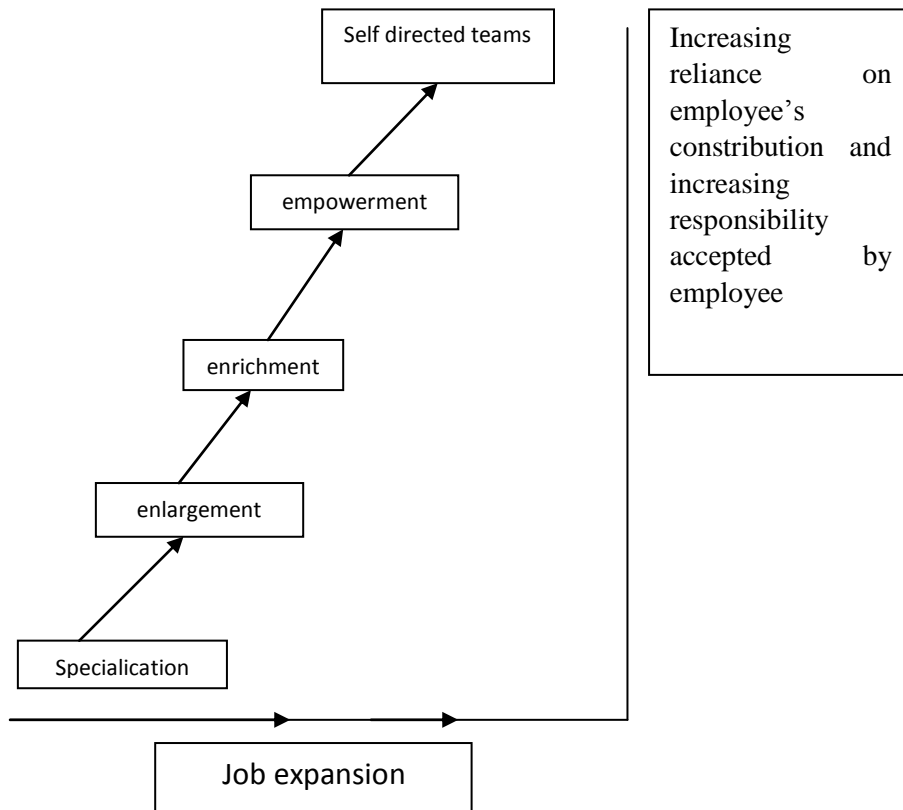 Self directed teams
Increasing
reliance on
employee’s
constribution and
increasing
responsibility
accepted by
employee
empowerment
enrichment
enlargement
Specialication
Job expansion